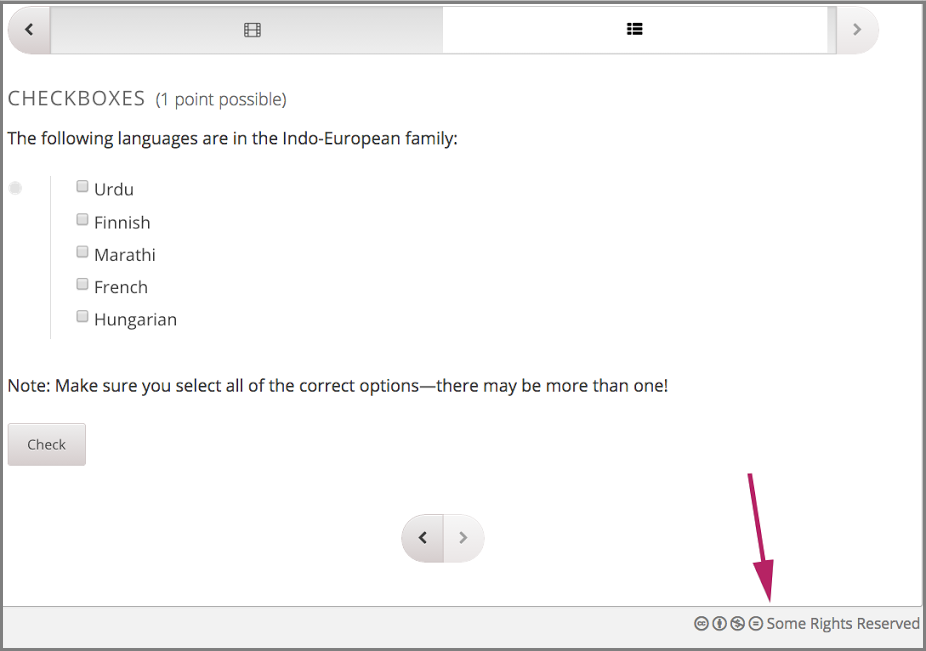 CHECKBOXES (1 point possible)
The following languages are in the Indo-European family:
Urdu
Finnish
Marathi
French
Hungarian
Note: Make sure you select all of the correct options—there may be more than one!
Check
Some Rights Reserved